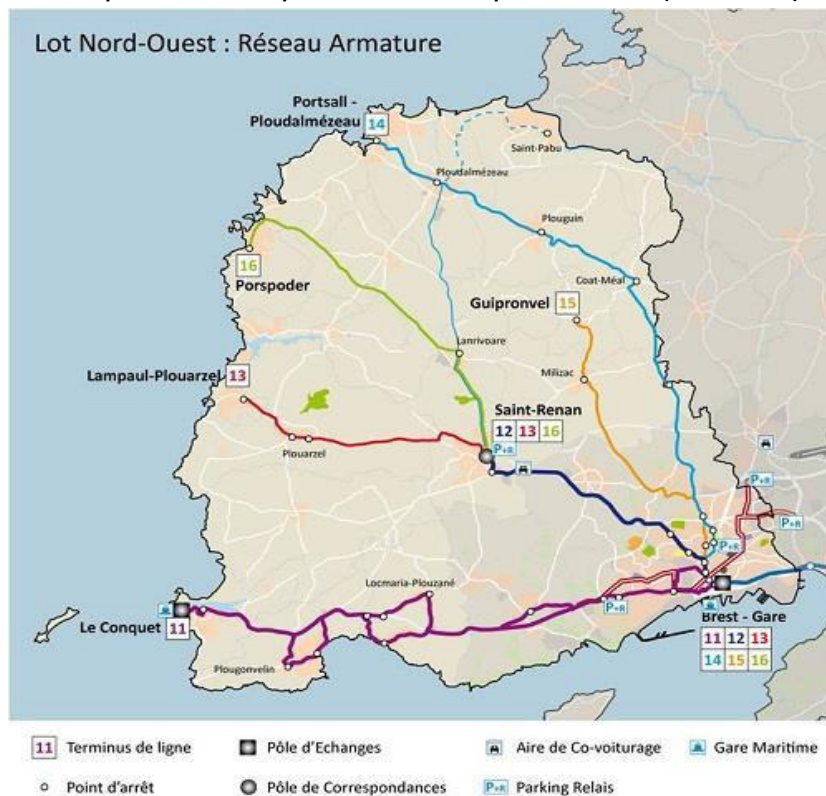 Lot Nord-Ouest : Réseau Armature
Portsall -
Ploudalmézeau
14
Saint-Pabu
Ploudalmézeau
Plouguin
16
Porspoder
Coat-Méal
Guipronvel 15
Lanrivoare
Milizac
Lampaul-Plouarzel 13
Saint-Renan
12 13 16
P+R
Plouarzel
P+R
P+R
P+R
Locmaria-Plouzané
P+R
Le Conquet 11
Brest - Gare
11 12 13
14 15 16
Plougonvelin
11 Terminus de ligne
Pôle d'Echanges
Aire de Co-voiturage
Gare Maritime
Point d'arrêt
Pôle de Correspondances
P+R Parking Relais